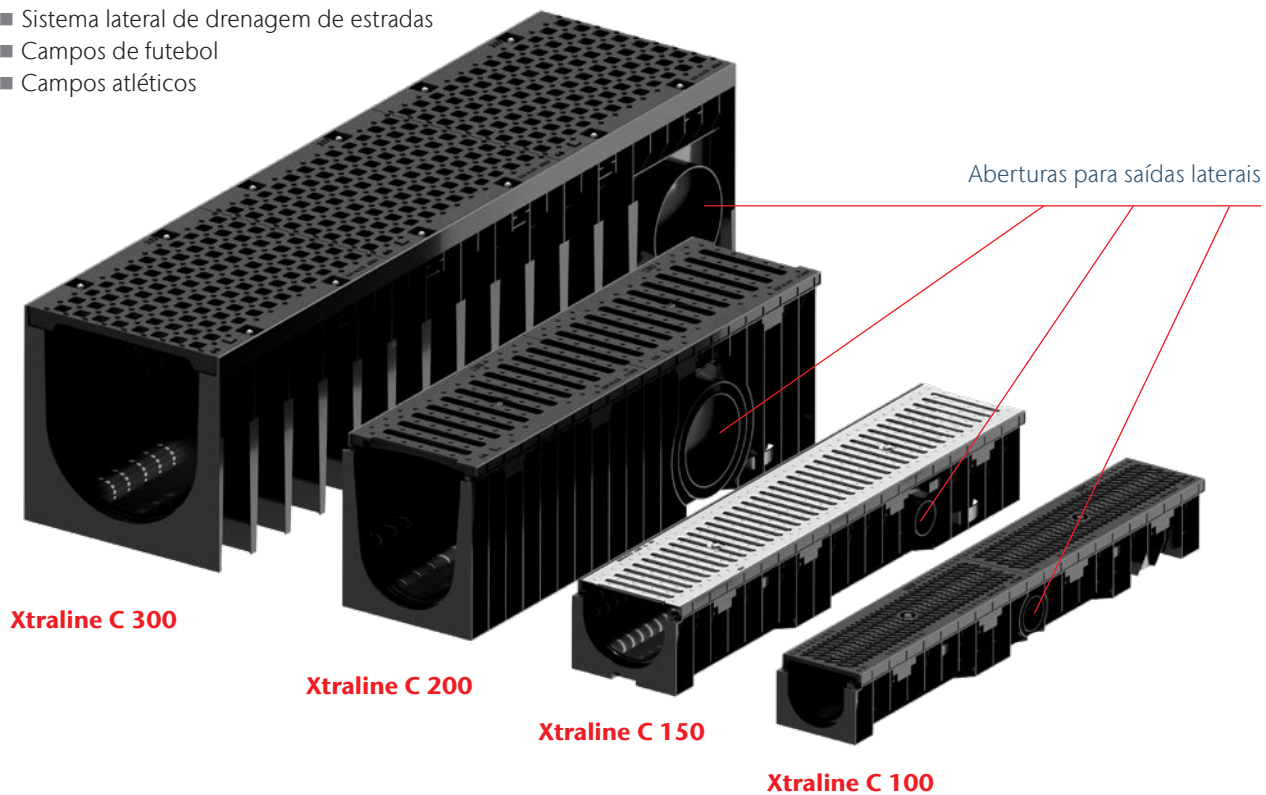 ■ Sistema lateral de drenagem de estradas
■ Campos de futebol
■ Campos atléticos
Aberturas para saídas laterais
Xtraline C 300
Xtraline C 200
Xtraline C 150
Xtraline C 100